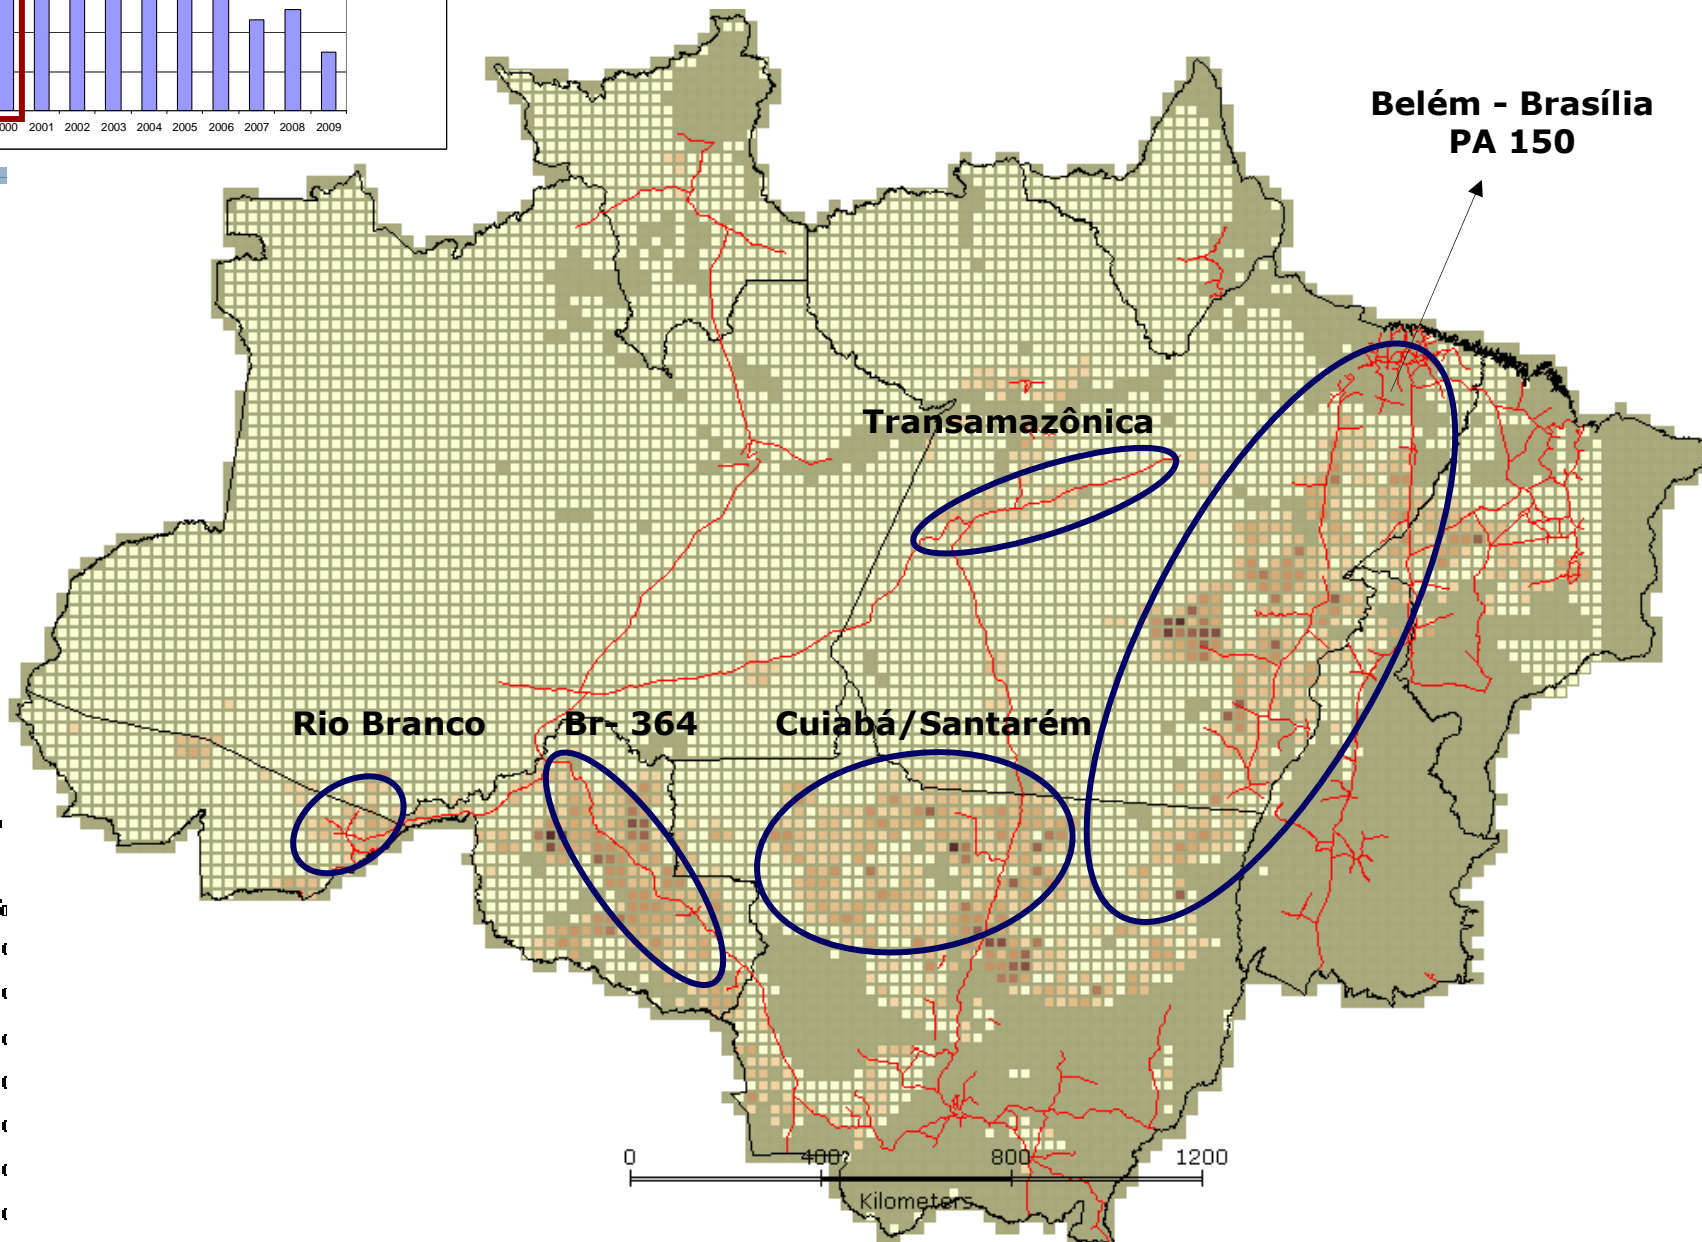 2001 2002 2003 2004 2005 2006 2007 2008 2009
Belém - Brasília
PA 150
Transamazônica
Rio Branco
Br- 364
Cuiabá/Santarém
0 400 800 1200
Kilometers